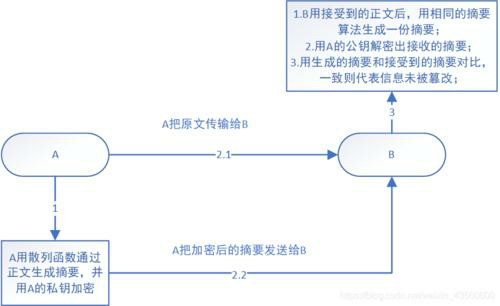 1.B用接受到的正文后，用相同的摘要
算法生成一份摘要；
2.用A的公钥解密出接收的摘要；
3.用生成的摘要和接受到的摘要对比，
一致则代表信息未被篡改；
3
A把原文传输给B
A
2.1
B
1
A用散列函数通过
正文生成摘要，并
用A的私钥加密
A把加密后的摘要发送给B
2.2